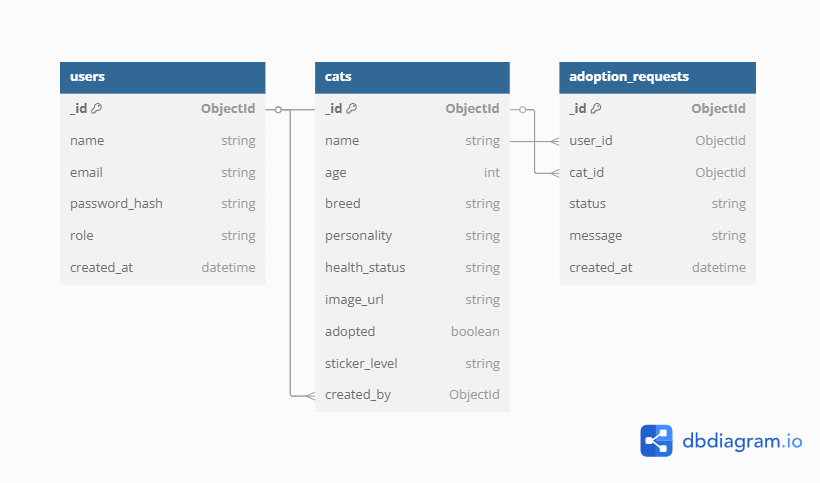 users
_id ObjectId
name string
email string
password_hash string
role string
created_at datetime
cats
_id ObjectId
name string
age int
breed string
personality string
health_status string
image_url string
adopted boolean
sticker_level string
created_by ObjectId
adoption_requests
_id ObjectId
user_id ObjectId
cat_id ObjectId
status string
message string
created_at datetime
dbdiagram.io